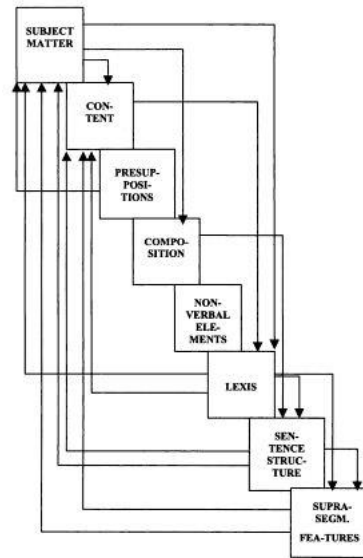 SUBJECT
MATTER
CON-
TENT
PRESUP-
POSI-
TIONS
COMPO-
SITION
NON-
VERBAL
ELE-
MENTS
LEXIS
SEN-
TENCE
STRUC-
TURE
SUPRA-
SEGM.
FEA-TURES